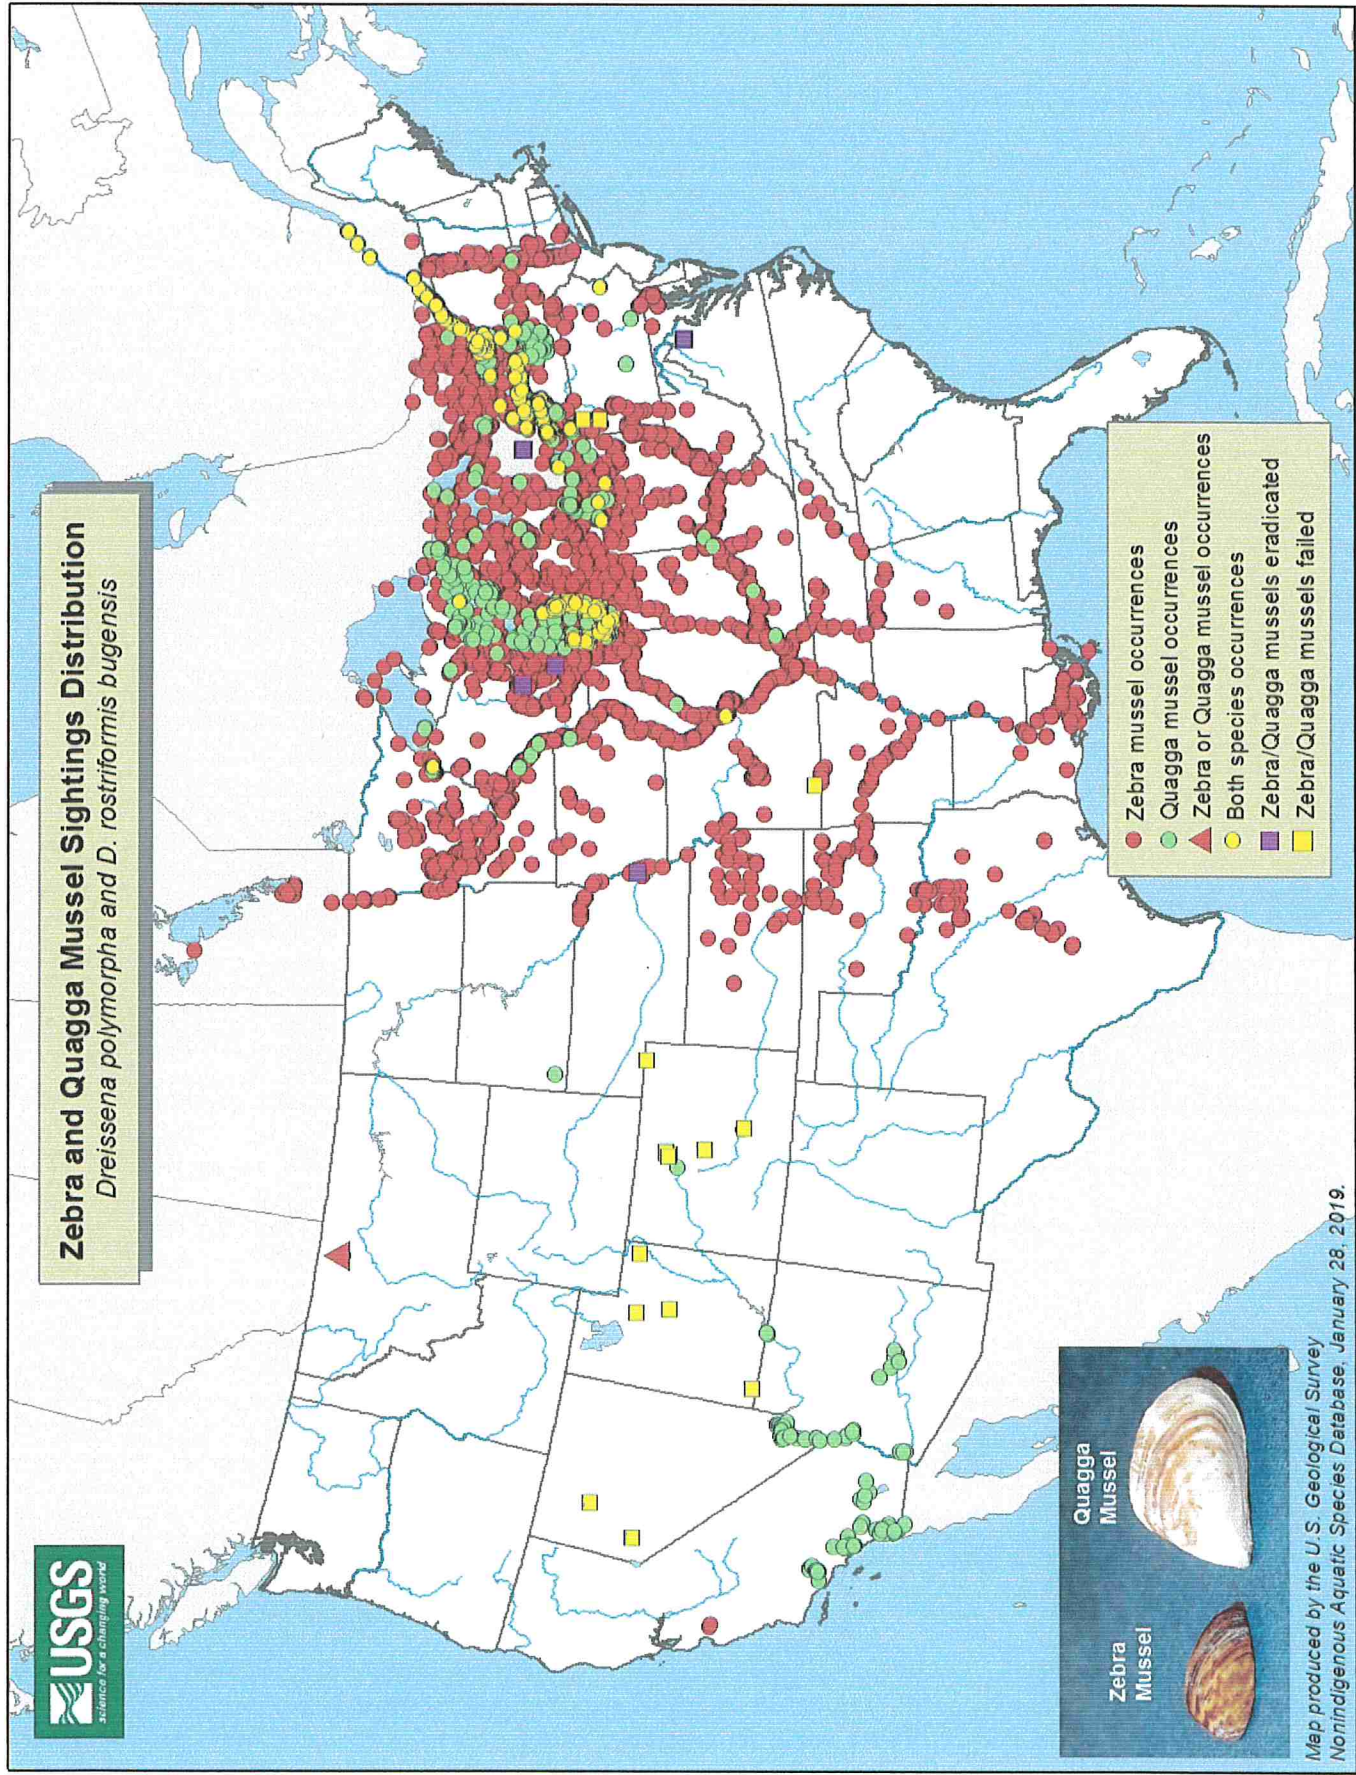 USGS
science for a changing world
Zebra and Quagga Mussel Sightings Distribution
Dreissena polymorpha and D. rostriformis bugensis
Zebra mussel occurrences
Quagga mussel occurrences
Zebra or Quagga mussel occurrences
Both species occurrences
Zebra/Quagga mussels eradicated
Zebra/Quagga mussels failed
Zebra
Mussel
Quagga
Mussel
Map produced by the U.S. Geological Survey
Nonindigenous Aquatic Species Database, January 28, 2019.